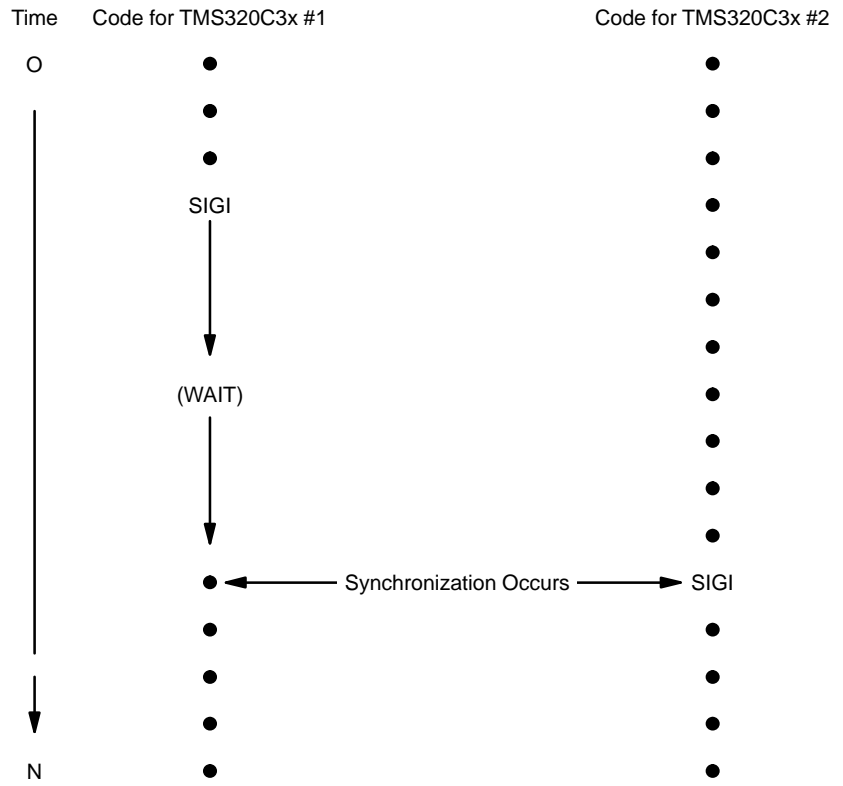 Time Code for TMS320C3x #1 Code for TMS320C3x #2
O
SIGI
(WAIT)
Synchronization Occurs SIGI
N